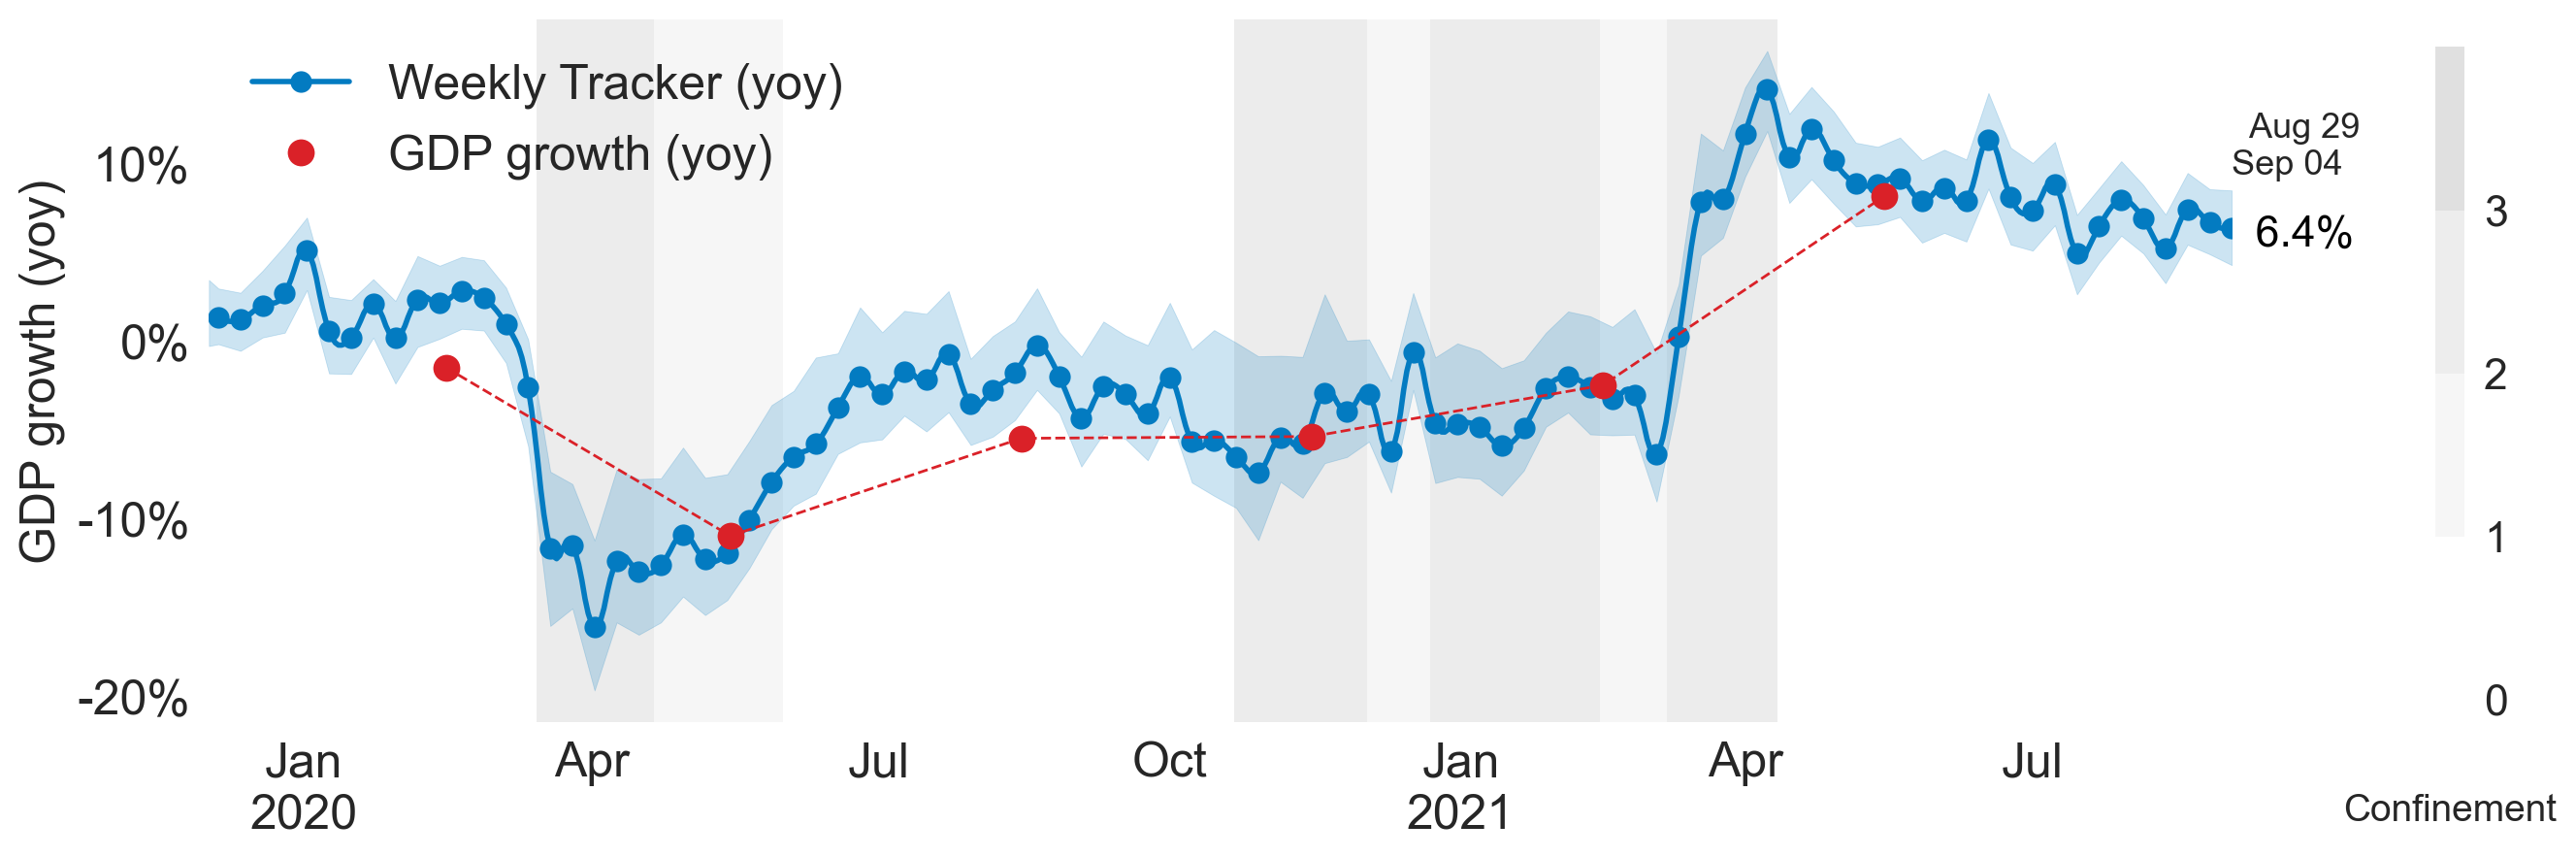 Weekly Tracker (yoy)
GDP growth (yoy)
GDP growth (yoy)
10%
0%
-10%
-20%
Jan
2020
Apr
Jul
Oct
Jan
2021
Apr
Jul
Aug 29
Sep 04
6.4%
3
2
1
0
Confinement